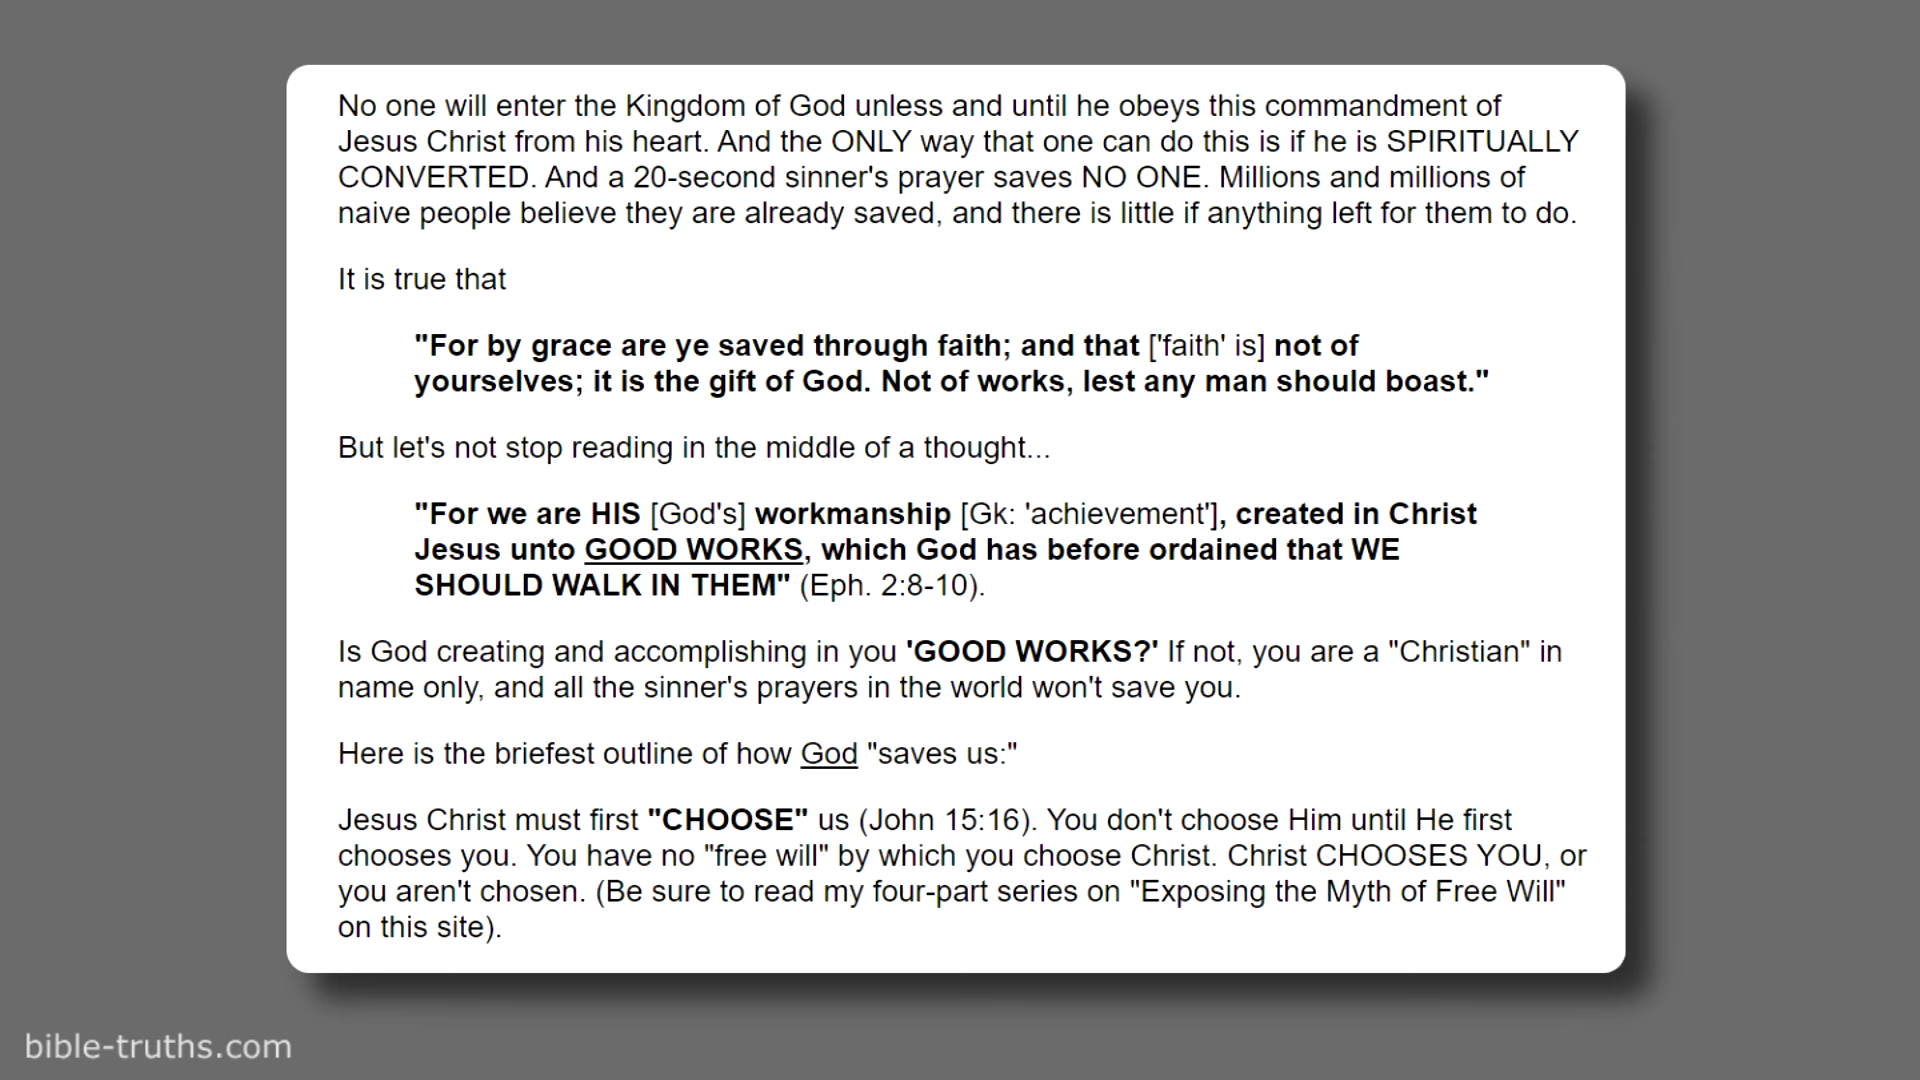 No one will enter the Kingdom of God unless and until he obeys this commandment of
Jesus Christ from his heart. And the ONLY way that one can do this is if he is SPIRITUALLY
CONVERTED. And a 20-second sinner's prayer saves NO ONE. Millions and millions of
naive people believe they are already saved, and there is little if anything left for them to do.
It is true that
"For by grace are ye saved through faith; and that ['faith' is] not of
yourselves; it is the gift of God. Not of works, lest any man should boast."
But let's not stop reading in the middle of a thought...
"For we are HIS [God's] workmanship [Gk: 'achievement'], created in Christ
Jesus unto GOOD WORKS, which God has before ordained that WE
SHOULD WALK IN THEM" (Eph. 2:8-10).
Is God creating and accomplishing in you 'GOOD WORKS?' If not, you are a "Christian" in
name only, and all the sinner's prayers in the world won't save you.
Here is the briefest outline of how God "saves us:"
Jesus Christ must first "CHOOSE" us (John 15:16). You don't choose Him until He first
chooses you. You have no "free will" by which you choose Christ. Christ CHOOSES YOU, or
you aren't chosen. (Be sure to read my four-part series on "Exposing the Myth of Free Will"
on this site).
bible-truths.com